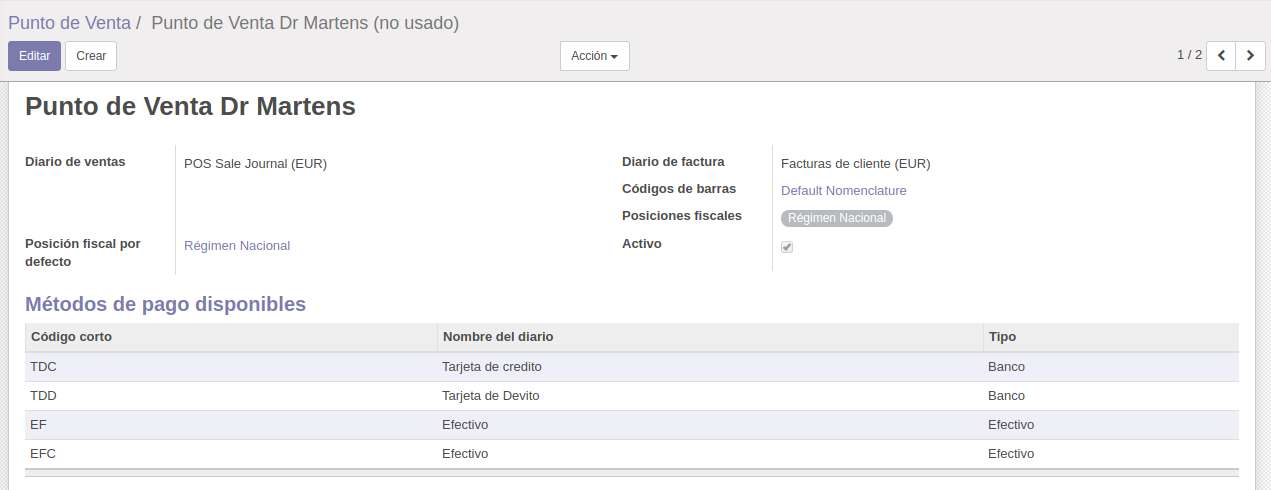 Punto de Venta / Punto de Venta Dr Martens (no usado)
Editar Crear Acción 1 / 2
Punto de Venta Dr Martens
Diario de ventas POS Sale Journal (EUR) Diario de factura Facturas de cliente (EUR)
Códigos de barras Default Nomenclature
Posiciones fiscales Régimen Nacional
Posición fiscal por Régimen Nacional Activo
defecto
Métodos de pago disponibles
Código corto Nombre del diario Tipo
TDC Tarjeta de credito Banco
TDD Tarjeta de Devito Banco
EF Efectivo Efectivo
EFC Efectivo Efectivo